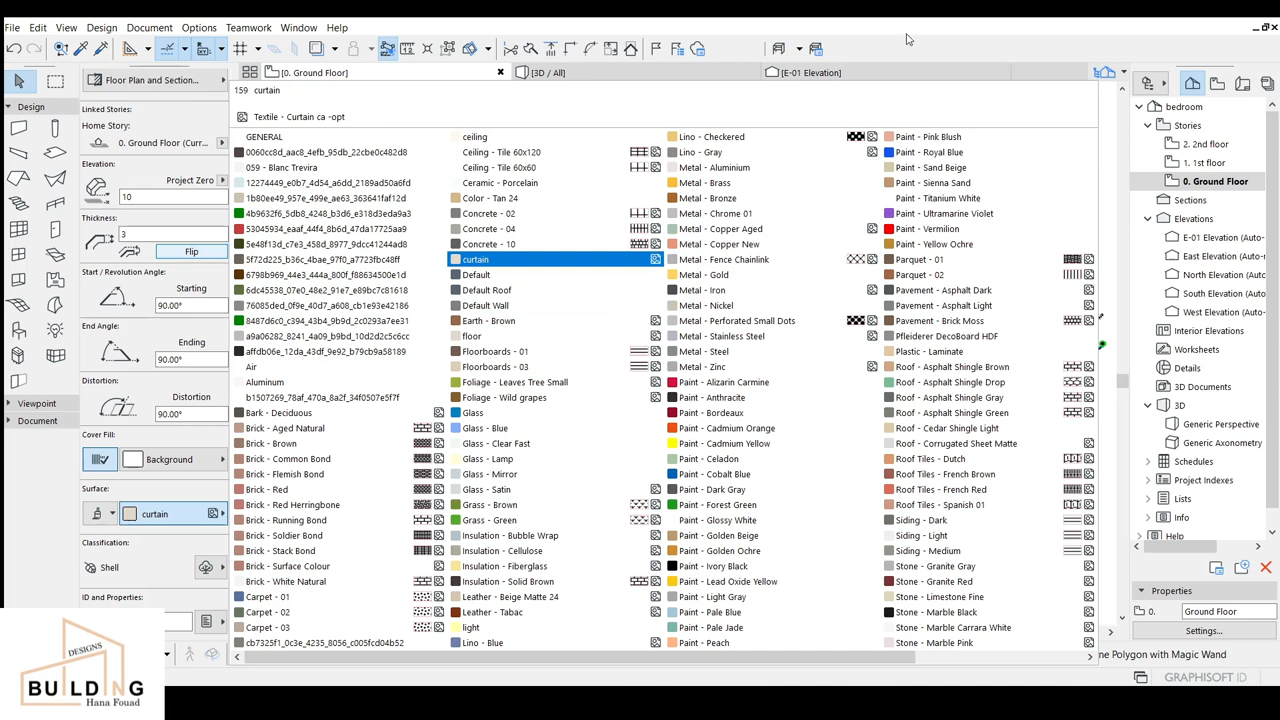 File Edit View Design Document Options Teamwork Window Help
Floor Plan and Section...
[0. Ground Floor]
[3D / All]
[E-01 Elevation]
Design
Linked Stories:
Home Story:
0. Ground Floor (Curr...
Elevation:
Project Zero
10
Thickness:
3
Flip
Start / Revolution Angle:
Starting
90.00°
End Angle:
Ending
90.00°
Distortion:
Distortion
90.00°
Viewpoint
Document
Cover Fill:
Background
Surface:
curtain
Classification:
Shell
ID and Properties:
159 curtain
Textile - Curtain ca -opt
GENERAL
0060cc8d_aac8_4efb_95db_22cbe0c482d8
059 - Blanc Trevira
12274449_e0b7_4d54_a6dd_2189ad50a6fd
1b80ee49_957e_499e_ae63_363641faf12d
4b9632f6_5db8_4248_b3d6_e318d3eda9a3
53045934_eaaf_4d5d_9657_6bf77725aa9c
5e48f13d_c7e3_458d_8977_9dcc41244ad8
5f72d225_b36c_4bae_97f0_a7723fbc48ff
6798b969_44e3_444a_800f_f88634500e1d
6dc45538_07e0_48e2_91e7_e89bc7c81618
76085ded_0f9e_40d7_a608_cb1e93e42186
8487d6c0_c394_43b4_9b9d_2c0293a7ee31
a9a06282_8241_4a09_b9bd_10d2d2c5c6cc
affdb06e_12da_43df_9e92_b79cb9a58189
Air
Aluminum
b1507269_78af_470a_8a2f_34f0507e5f7f
Bark - Deciduous
Brick - Aged Natural
Brick - Brown
Brick - Common Bond
Brick - Flemish Bond
Brick - Red
Brick - Red Herringbone
Brick - Running Bond
Brick - Soldier Bond
Brick - Stack Bond
Brick - Surface Colour
Brick - White Natural
Carpet - 01
Carpet - 02
Carpet - 03
cb7325f1_0c3e_4235_8056_c005fcd04b52
ceiling
Ceiling - Tile 60x120
Ceiling - Tile 60x60
Ceramic - Porcelain
Color - Tan 24
Concrete - 02
Concrete - 04
Concrete - 10
curtain
Default
Default Roof
Default Wall
Earth - Brown
floor
Floorboards - 01
Floorboards - 03
Foliage - Leaves Tree Small
Foliage - Wild grapes
Glass
Glass - Blue
Glass - Clear Fast
Glass - Lamp
Glass - Mirror
Glass - Satin
Grass - Brown
Grass - Green
Insulation - Bubble Wrap
Insulation - Cellulose
Insulation - Fiberglass
Insulation - Solid Brown
Leather - Beige Matte 24
Leather - Tabac
light
Lino - Blue
Lino - Checkered
Lino - Gray
Metal - Aluminium
Metal - Brass
Metal - Bronze
Metal - Chrome 01
Metal - Copper Aged
Metal - Copper New
Metal - Fence Chainlink
Metal - Gold
Metal - Iron
Metal - Nickel
Metal - Perforated Small Dots
Metal - Stainless Steel
Metal - Steel
Metal - Zinc
Paint - Alizarin Carmine
Paint - Anthracite
Paint - Bordeaux
Paint - Cadmium Orange
Paint - Cadmium Yellow
Paint - Celadon
Paint - Cobalt Blue
Paint - Dark Gray
Paint - Forest Green
Paint - Glossy White
Paint - Golden Beige
Paint - Golden Ochre
Paint - Ivory Black
Paint - Lead Oxide Yellow
Paint - Light Gray
Paint - Pale Blue
Paint - Pale Jade
Paint - Peach
Paint - Pink Blush
Paint - Royal Blue
Paint - Sand Beige
Paint - Sienna Sand
Paint - Titanium White
Paint - Ultramarine Violet
Paint - Vermilion
Paint - Yellow Ochre
Parquet - 01
Parquet - 02
Pavement - Asphalt Dark
Pavement - Asphalt Light
Pavement - Brick Moss
Pfleiderer DecoBoard HDF
Plastic - Laminate
Roof - Asphalt Shingle Brown
Roof - Asphalt Shingle Drop
Roof - Asphalt Shingle Gray
Roof - Asphalt Shingle Green
Roof - Cedar Shingle Light
Roof - Corrugated Sheet Matte
Roof Tiles - Dutch
Roof Tiles - French Brown
Roof Tiles - French Red
Roof Tiles - Spanish 01
Siding - Dark
Siding - Light
Siding - Medium
Stone - Granite Gray
Stone - Granite Red
Stone - Limestone Fine
Stone - Marble Black
Stone - Marble Carrara White
Stone - Marble Pink
bedroom
Stories
2. 2nd floor
1. 1st floor
0. Ground Floor
Sections
Elevations
E-01 Elevation (Auto-
East Elevation (Auto-r
North Elevation (Auto
South Elevation (Auto
West Elevation (Auto-
Interior Elevations
Worksheets
Details
3D Documents
3D
Generic Perspective
Generic Axonometry
Schedules
Project Indexes
Lists
Info
Help
Properties
0. Ground Floor
Settings...
ne Polygon with Magic Wand
GRAPHISOFT ID
DESIGNS
BUILDING
Hana Fouad